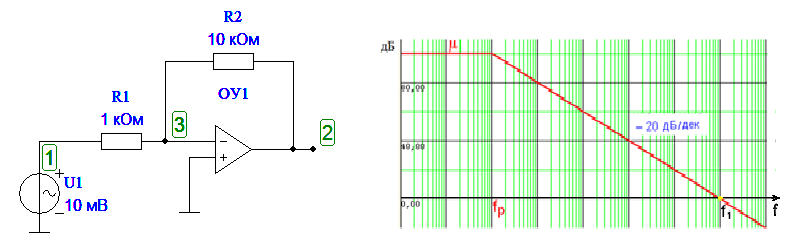 R2
10 кОм
R1
1 кОм
ОУ1
3
2
1
U1
10 мВ
+
−
−
+
дБ
μ
80,00
= 20 дБ/дек
40,00
0,00
fp
f1
f